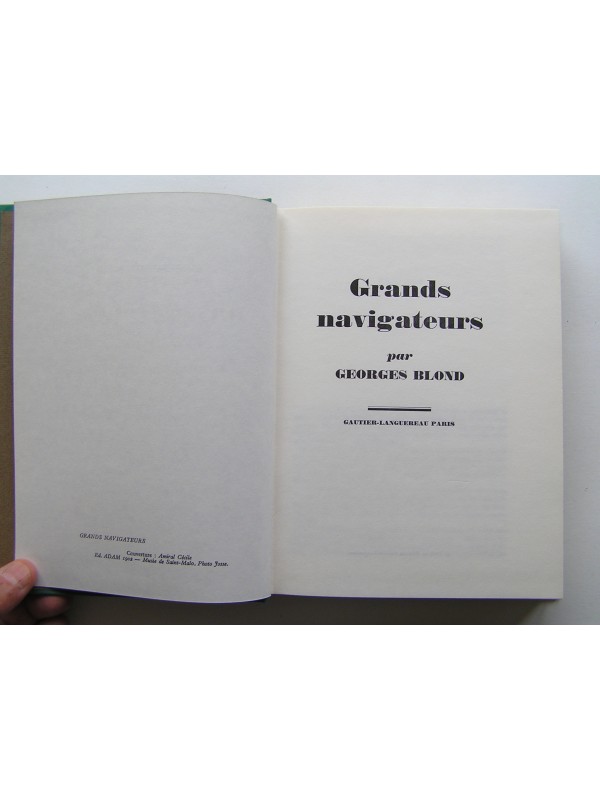 GRANDS NAVIGATEURS
Couverture : Amiral Cécile
Ed. ADAM 1902 — Musée de Saint-Malo. Photo Josse.
Grands
navigateurs
par
GEORGES BLOND
GAUTIER-LANGUEREAU PARIS